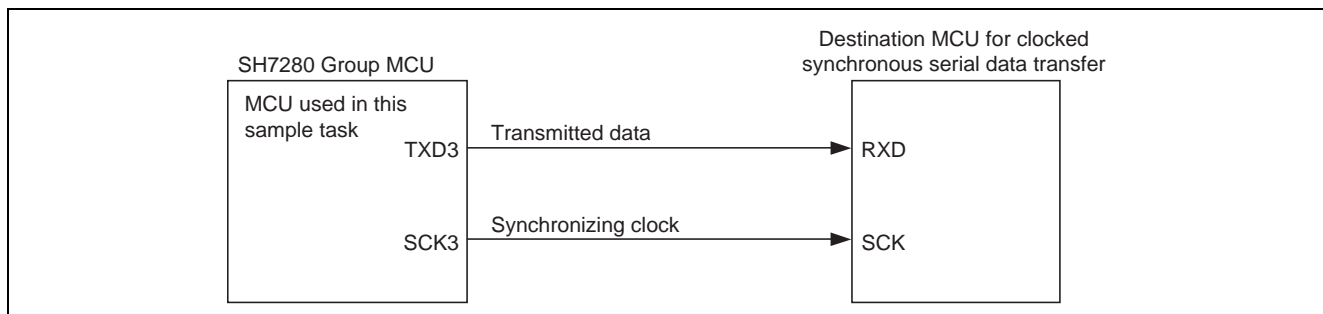 SH7280 Group MCU
Destination MCU for clocked
synchronous serial data transfer
MCU used in this
sample task
TXD3
Transmitted data
RXD
SCK3
Synchronizing clock
SCK